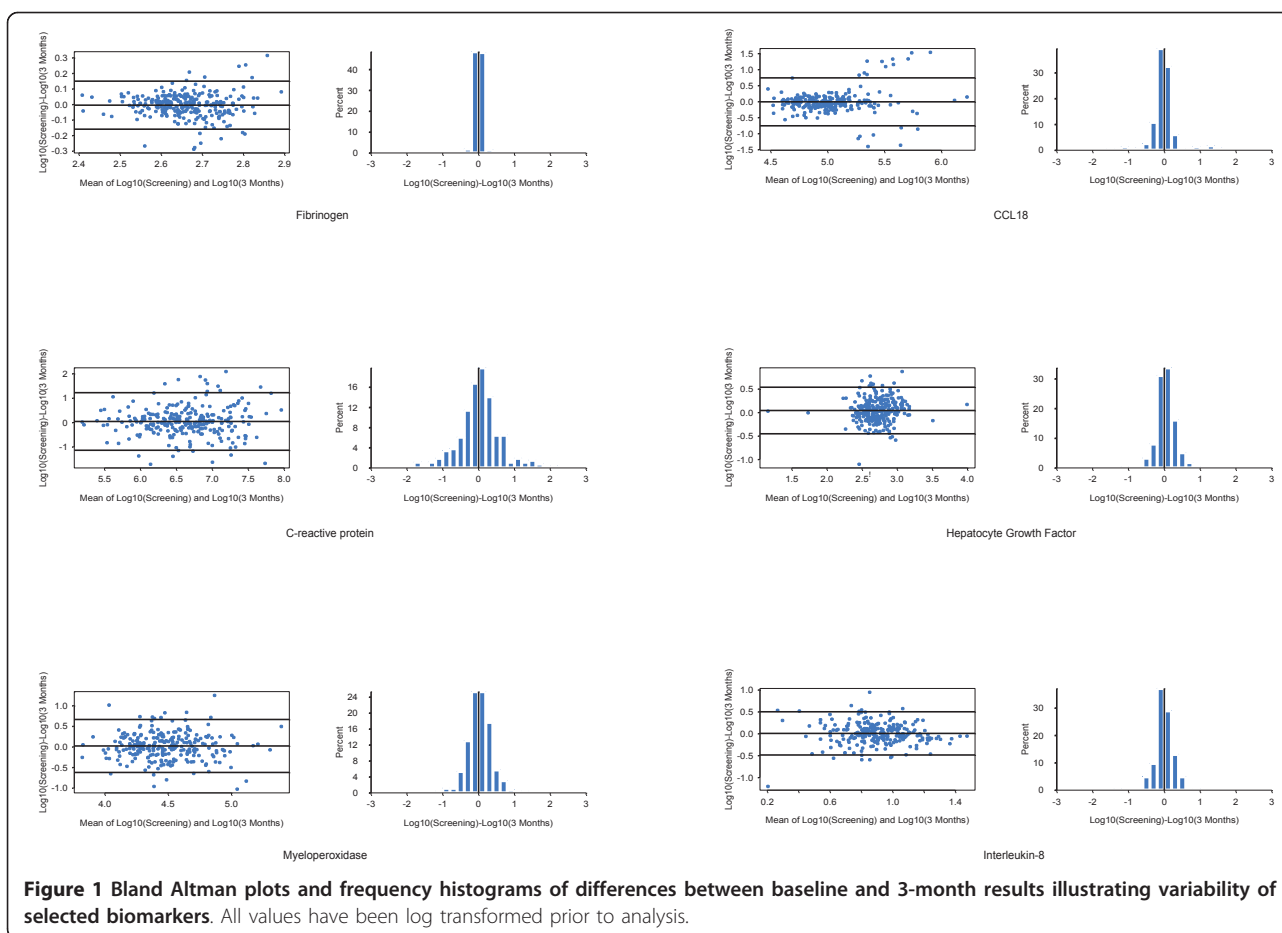 Log10(Screening)-Log10(3 Months)
0.3
0.2
0.1
0.0
-0.1
-0.2
-0.3
2.4 2.5 2.6 2.7 2.8 2.9
Mean of Log10(Screening) and Log10(3 Months)
Percent
40
30
20
10
0
-3 -2 -1 0 1 2 3
Log10(Screening)-Log10(3 Months)
Fibrinogen
Log10(Screening)-Log10(3 Months)
1.5
1.0
0.5
0.0
-0.5
-1.0
-1.5
4.5 5.0 5.5 6.0
Mean of Log10(Screening) and Log10(3 Months)
Percent
30
20
10
0
-3 -2 -1 0 1 2 3
Log10(Screening)-Log10(3 Months)
CCL18
Log10(Screening)-Log10(3 Months)
2
1
0
-1
5.5 6.0 6.5 7.0 7.5 8.0
Mean of Log10(Screening) and Log10(3 Months)
Percent
16
12
8
4
0
-3 -2 -1 0 1 2 3
Log10(Screening)-Log10(3 Months)
C-reactive protein
Log10(Screening)-Log10(3 Months)
0.5
0.0
-0.5
-1.0
1.5 2.0 2.5 3.0 3.5 4.0
Mean of Log10(Screening) and Log10(3 Months)
Percent
30
20
10
0
-3 -2 -1 0 1 2 3
Log10(Screening)-Log10(3 Months)
Hepatocyte Growth Factor
Log10(Screening)-Log10(3 Months)
1.0
0.5
0.0
-0.5
-1.0
4.0 4.5 5.0
Mean of Log10(Screening) and Log10(3 Months)
Percent
24
20
16
12
8
4
0
-3 -2 -1 0 1 2 3
Log10(Screening)-Log10(3 Months)
Myeloperoxidase
Log10(Screening)-Log10(3 Months)
1.0
0.5
0.0
-0.5
-1.0
0.2 0.6 1.0 1.4
Mean of Log10(Screening) and Log10(3 Months)
Percent
30
20
10
0
-3 -2 -1 0 1 2 3
Log10(Screening)-Log10(3 Months)
Interleukin-8
Figure 1 Bland Altman plots and frequency histograms of differences between baseline and 3-month results illustrating variability of
selected biomarkers. All values have been log transformed prior to analysis.